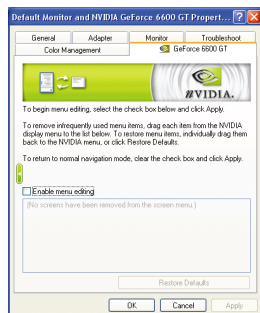 Default Monitor and NVIDIA GeForce 6600 GT Propert...
General Adapter Monitor Troubleshoot
Color Management GeForce 6600 GT
NVIDIA.
To begin menu editing, select the check box below and click Apply.
To remove infrequently used menu items, drag each item from the NVIDIA
display menu to the list below. To restore menu items, individually drag them
back to the NVIDIA menu, or click Restore Defaults.
To return to normal navigation mode, clear the check box and click Apply.
Enable menu editing
(No screens have been removed from the screen menu.)
Restore Defaults
OK Cancel Apply